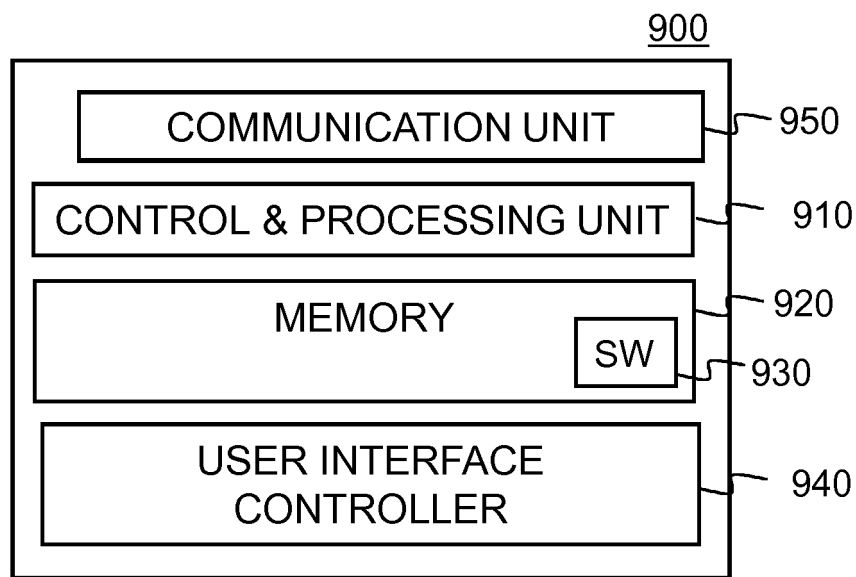 900
COMMUNICATION UNIT
950
CONTROL & PROCESSING UNIT
910
MEMORY
920
SW
930
USER INTERFACE
CONTROLLER
940